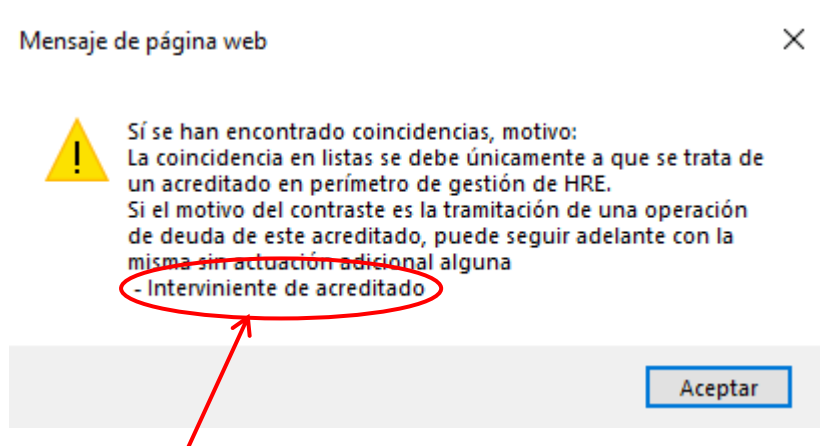 Mensaje de página web
Sí se han encontrado coincidencias, motivo:
La coincidencia en listas se debe únicamente a que se trata de
un acreditado en perímetro de gestión de HRE.
Si el motivo del contraste es la tramitación de una operación
de deuda de este acreditado, puede seguir adelante con la
misma sin actuación adicional alguna
- Interviniente de acreditado
Aceptar